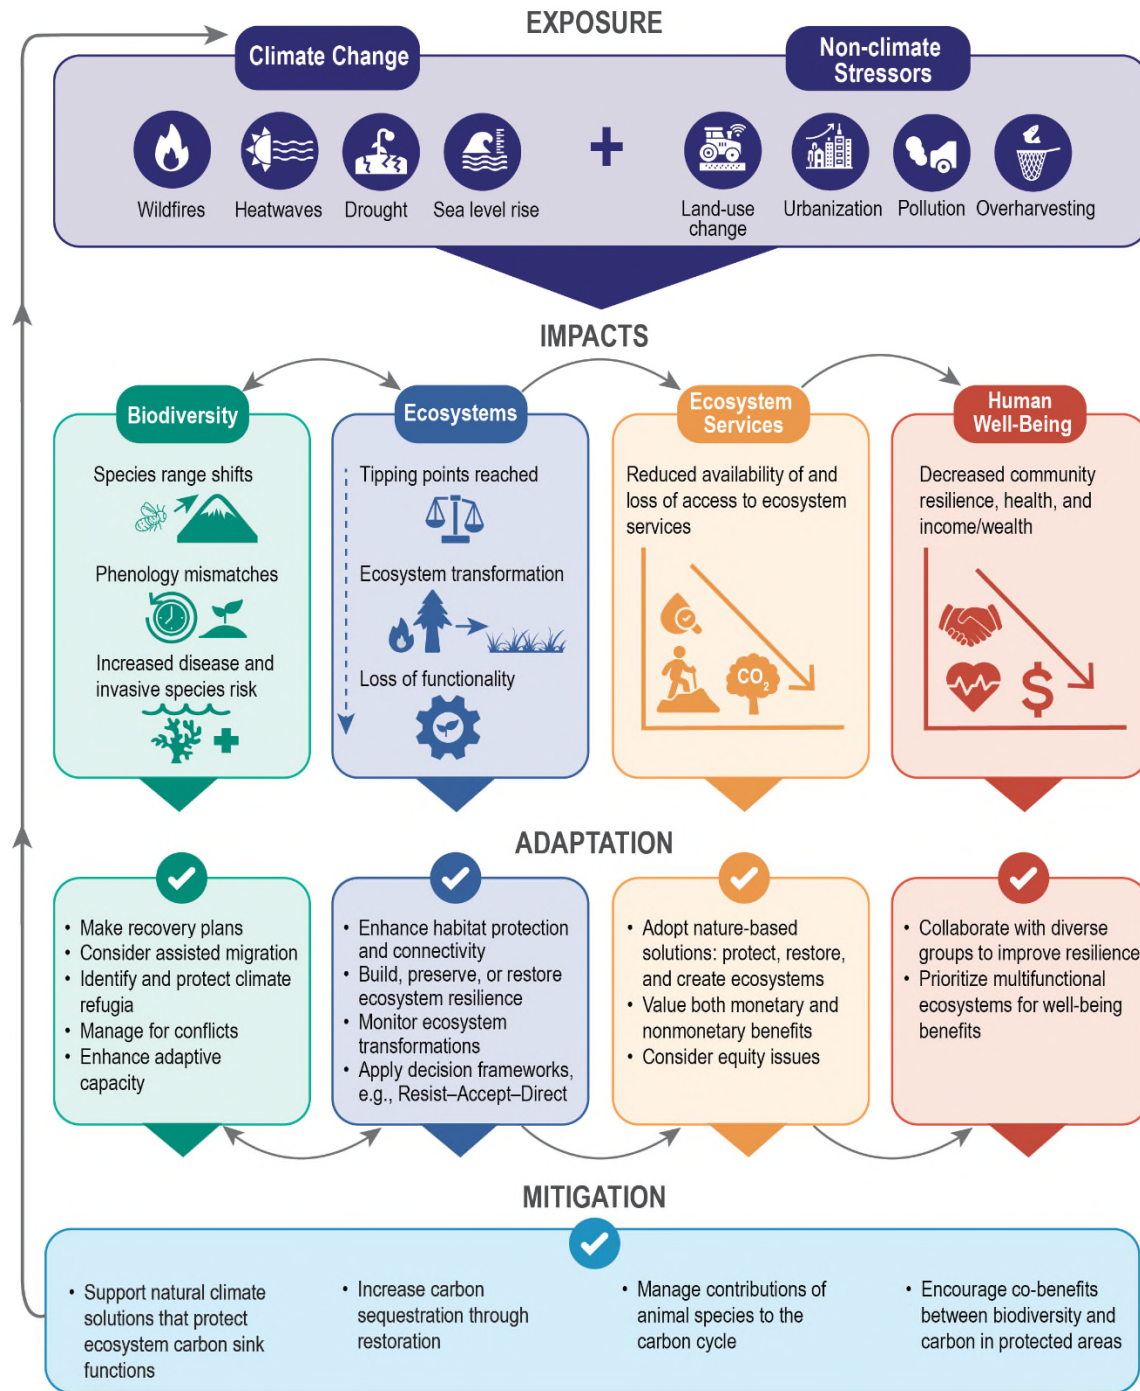 EXPOSURE
Climate Change
Non-climate
Stressors
Wildfires
Heatwaves
Drought
Sea level rise
+
Land-use
change
Urbanization
Pollution
Overharvesting
IMPACTS
Biodiversity
Species range shifts
Phenology mismatches
Increased disease and
invasive species risk
Ecosystems
Tipping points reached
Ecosystem transformation
Loss of functionality
Ecosystem
Services
Reduced availability of and
loss of access to ecosystem
services
CO2
Human
Well-Being
Decreased community
resilience, health, and
income/wealth
$
ADAPTATION
• Make recovery plans
• Consider assisted migration
• Identify and protect climate
refugia
• Manage for conflicts
• Enhance adaptive
capacity
• Enhance habitat protection
and connectivity
• Build, preserve, or restore
ecosystem resilience
• Monitor ecosystem
transformations
• Apply decision frameworks,
e.g., Resist–Accept–Direct
• Adopt nature-based
solutions: protect, restore,
and create ecosystems
• Value both monetary and
nonmonetary benefits
• Consider equity issues
• Collaborate with diverse
groups to improve resilience
• Prioritize multifunctional
ecosystems for well-being
benefits
MITIGATION
• Support natural climate
solutions that protect
ecosystem carbon sink
functions
• Increase carbon
sequestration through
restoration
• Manage contributions of
animal species to the
carbon cycle
• Encourage co-benefits
between biodiversity and
carbon in protected areas